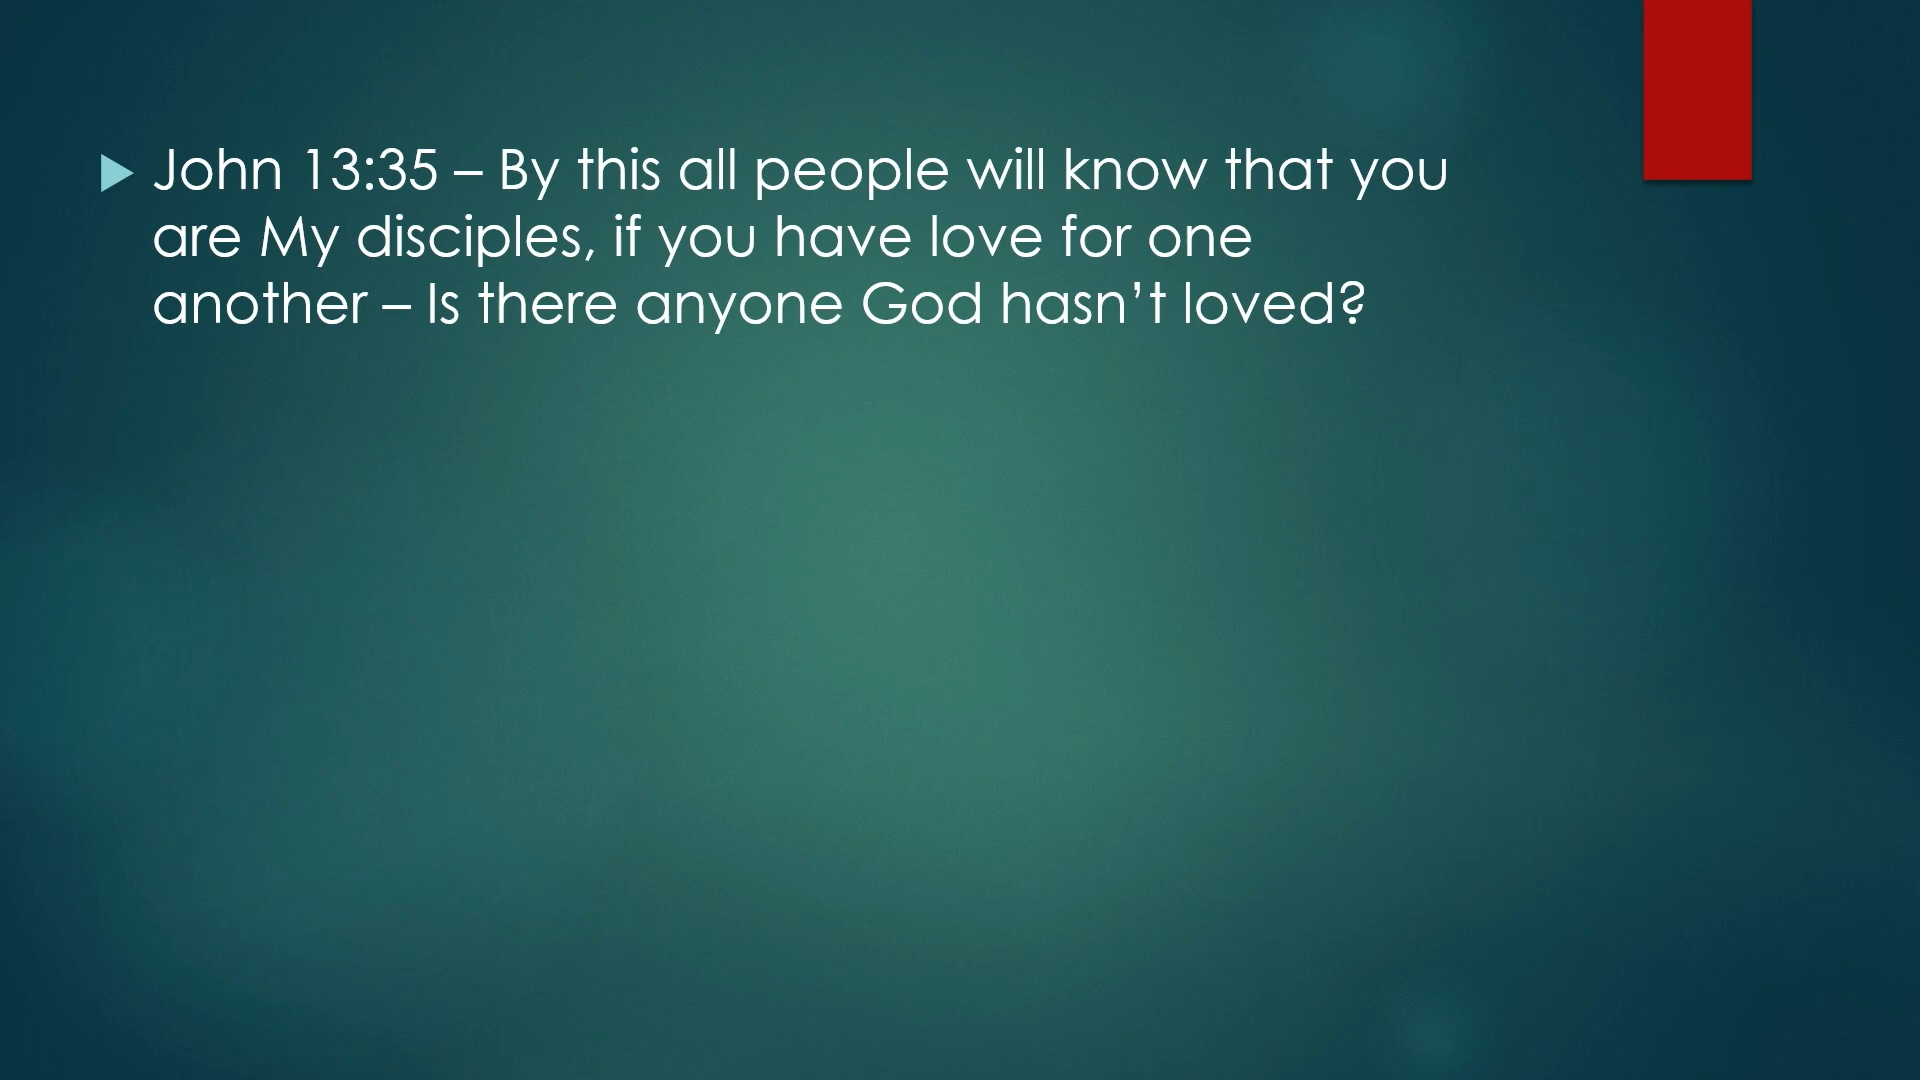 John 13:35 – By this all people will know that you
are My disciples, if you have love for one
another – Is there anyone God hasn’t loved?